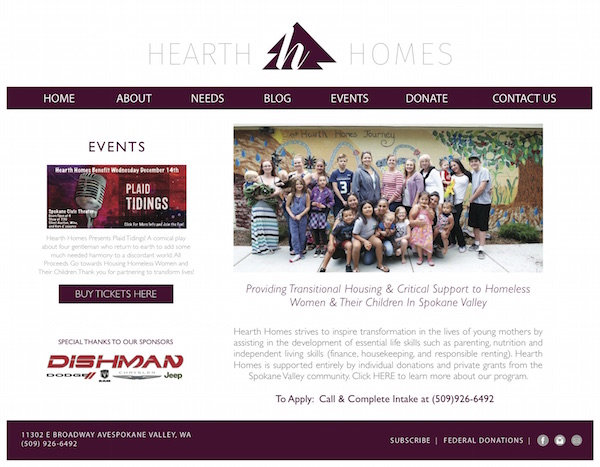 HEARTH h HOMES
HOME ABOUT NEEDS BLOG EVENTS DONATE CONTACT US
EVENTS
Hearth Homes Benefit Wednesday December 14th
PLAID
TIDINGS
Spokane Club Theater
Click for More Info and Join the Fun!
Hearth Homes Presents Plaid Tidings! A comical play
about four gentleman who return to earth to add some
much needed harmony to a discordant world. All
Proceeds Go towards Housing Homeless Women and
Their Children. Thank you for partnering to transform lives!
BUY TICKETS HERE
SPECIAL THANKS TO OUR SPONSORS
DISHMAN
DODGE RAM CHRYSLER Jeep
Hearth Homes Journey
Providing Transitional Housing & Critical Support to Homeless
Women & Their Children In Spokane Valley
Hearth Homes strives to inspire transformation in the lives of young mothers by
assisting in the development of essential life skills such as parenting, nutrition and
independent living skills (finance, housekeeping, and responsible renting). Hearth
Homes is supported entirely by individual donations and private grants from the
Spokane Valley community. Click HERE to learn more about our program.
To Apply: Call & Complete Intake at (509)926-6492
11302 E BROADWAY AVESPOKANE VALLEY, WA
(509) 926-6492
SUBSCRIBE | FEDERAL DONATIONS |